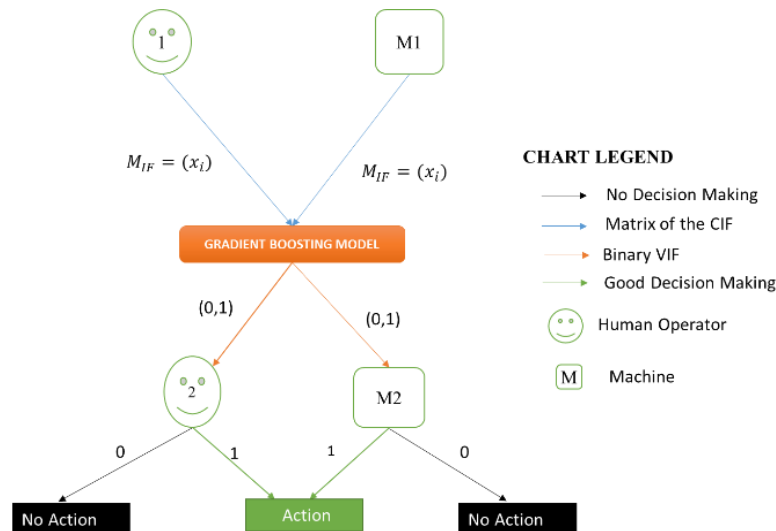 1
M1
M_IF = (x_i)
M_IF = (x_i)
GRADIENT BOOSTING MODEL
(0,1)
(0,1)
2
M2
0
1
1
0
No Action
Action
No Action
CHART LEGEND
No Decision Making
Matrix of the CIF
Binary VIF
Good Decision Making
Human Operator
M
Machine